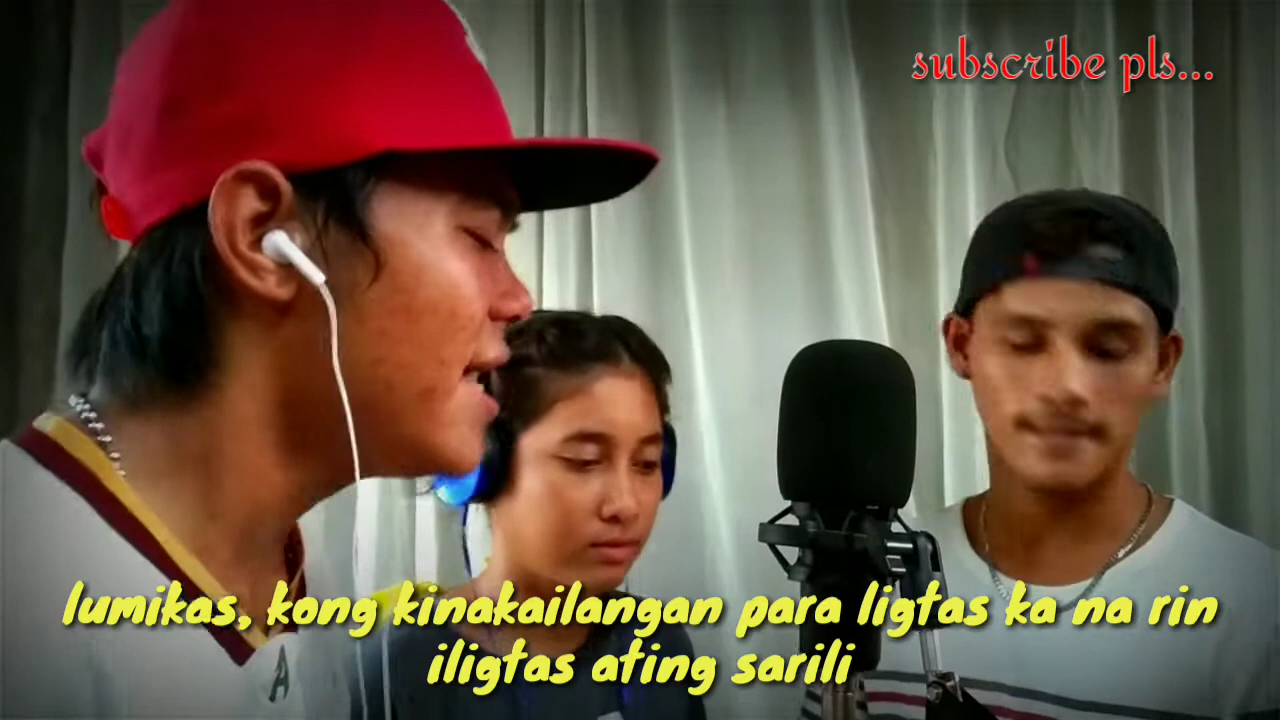 subscribe pls...
lumikas, kong kinakailangan para ligtas ka na rin
iligtas ating sarili
A